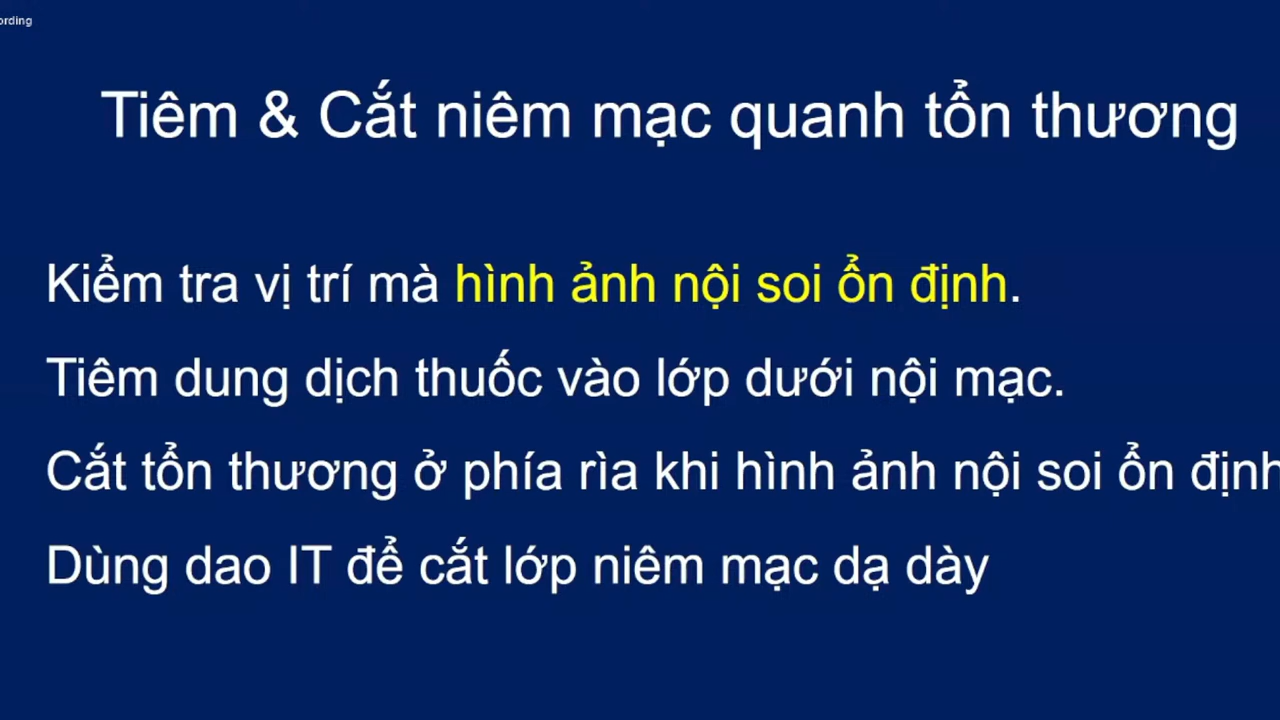 ording
Tiêm & Cắt niêm mạc quanh tổn thương
Kiểm tra vị trí mà hình ảnh nội soi ổn định.
Tiêm dung dịch thuốc vào lớp dưới nội mạc.
Cắt tổn thương ở phía rìa khi hình ảnh nội soi ổn định
Dùng dao IT để cắt lớp niêm mạc dạ dày